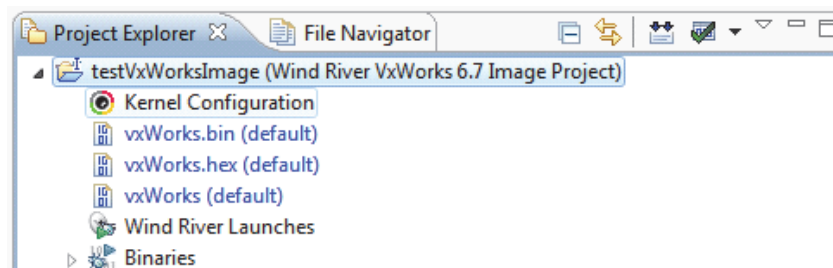 Project Explorer File Navigator
testVxWorksImage (Wind River VxWorks 6.7 Image Project)
Kernel Configuration
vxWorks.bin (default)
vxWorks.hex (default)
vxWorks (default)
Wind River Launches
Binaries